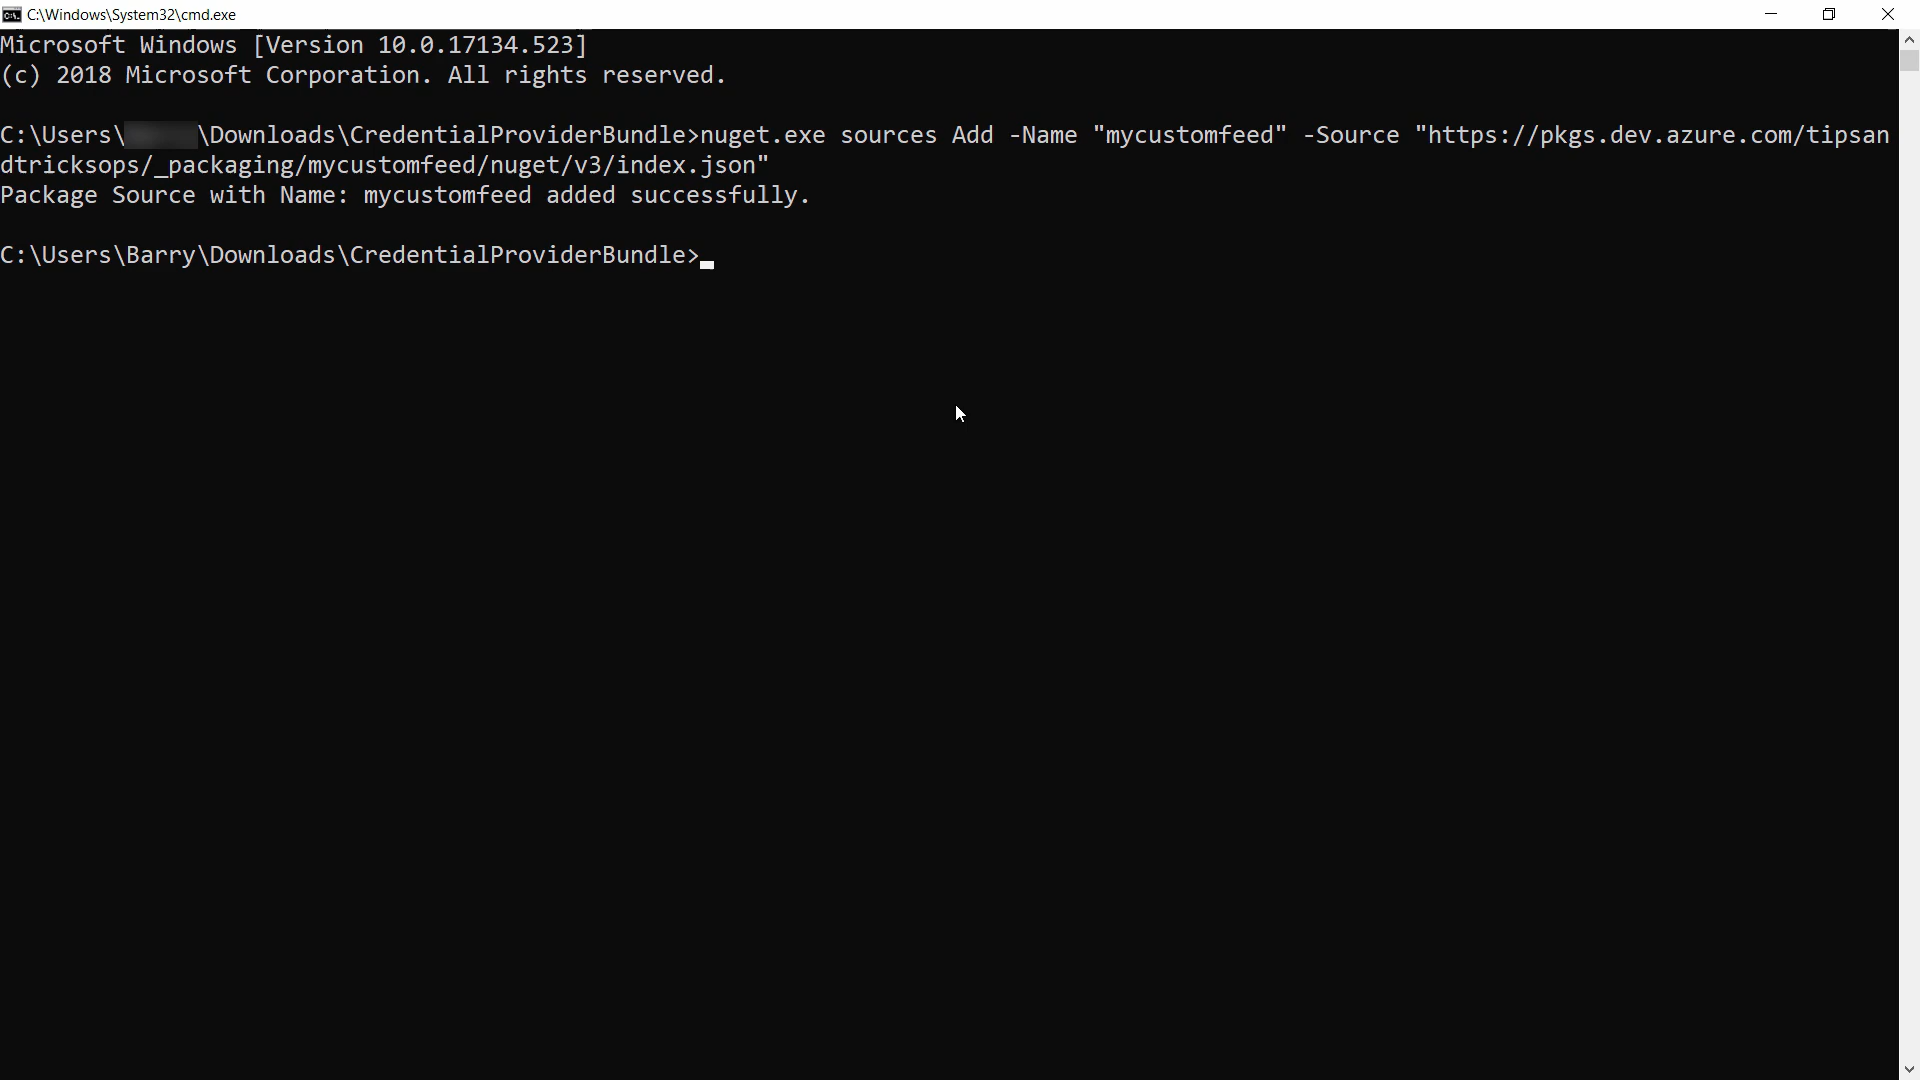 C:\Windows\System32\cmd.exe
Microsoft Windows [Version 10.0.17134.523]
(c) 2018 Microsoft Corporation. All rights reserved.
C:\Users\ \Downloads\CredentialProviderBundle>nuget.exe sources Add -Name "mycustomfeed" -Source "https://pkgs.dev.azure.com/tipsan
dtricksops/_packaging/mycustomfeed/nuget/v3/index.json"
Package Source with Name: mycustomfeed added successfully.
C:\Users\Barry\Downloads\CredentialProviderBundle>